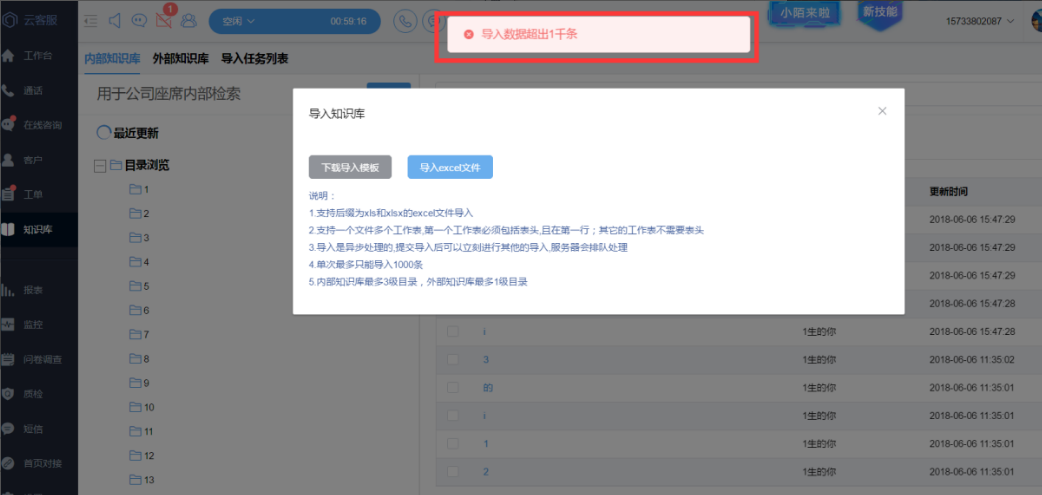 云客服
1
空闲
00:59:16
导入数据超出1千条
小陌来啦
新技能
15733802087
工作台
通话
在线咨询
客户
工单
知识库
报表
监控
问卷调查
质检
短信
首页对接
内部知识库 外部知识库 导入任务列表
用于公司座席内部检索
最近更新
目录浏览
1
2
3
4
5
6
7
8
9
10
11
12
13
导入知识库
下载导入模板 导入excel文件
说明：
1.支持后缀为xls和xlsx的excel文件导入
2.支持一个文件多个工作表,第一个工作表必须包括表头,且在第一行；其它的工作表不需要表头
3.导入是异步处理的,提交导入后可以立刻进行其他的导入,服务器会排队处理
4.单次最多只能导入1000条
5.内部知识库最多3级目录，外部知识库最多1级目录
更新时间
2018-06-06 15:47:29
2018-06-06 15:47:29
2018-06-06 15:47:29
2018-06-06 15:47:28
i 1生的你 2018-06-06 15:47:28
3 1生的你 2018-06-06 11:35:02
的 1生的你 2018-06-06 11:35:01
i 1生的你 2018-06-06 11:35:01
1 1生的你 2018-06-06 11:35:01
2 1生的你 2018-06-06 11:35:01